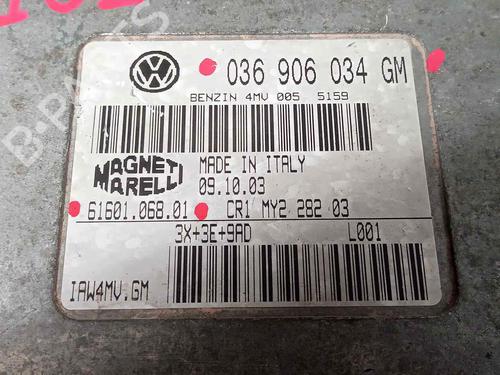 036 906 034 GM
BENZIN 4MV 005 5159
MAGNETI MARELLI
MADE IN ITALY
09.10.03
61601.068.01 CR1 MY2 292 03
3X+3E+9AD L001
IAW4MV.GM